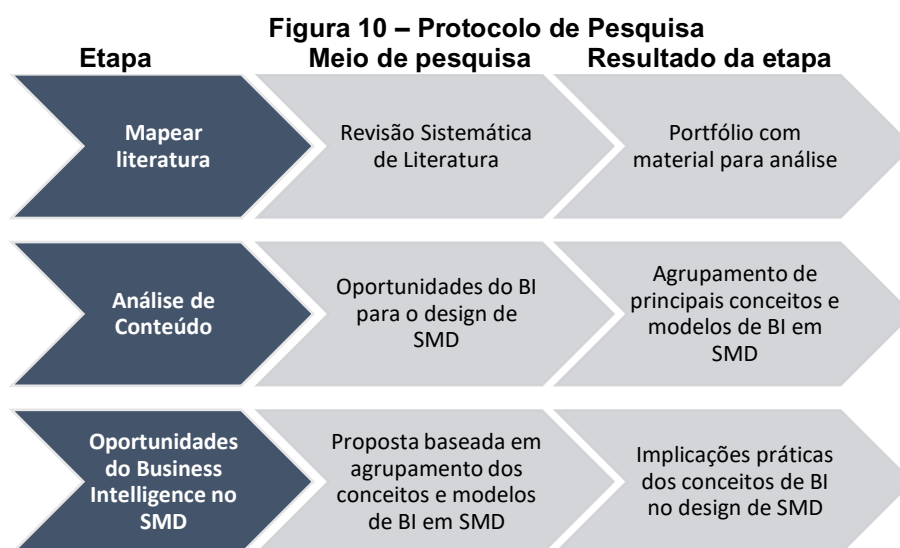 Figura 10 – Protocolo de Pesquisa
Etapa Meio de pesquisa Resultado da etapa
Mapear
literatura
Revisão Sistemática
de Literatura
Portfólio com
material para análise
Análise de
Conteúdo
Oportunidades do BI
para o design de
SMD
Agrupamento de
principais conceitos e
modelos de BI em
SMD
Oportunidades
do Business
Intelligence no
SMD
Proposta baseada em
agrupamento dos
conceitos e modelos
de BI em SMD
Implicações práticas
dos conceitos de BI
no design de SMD